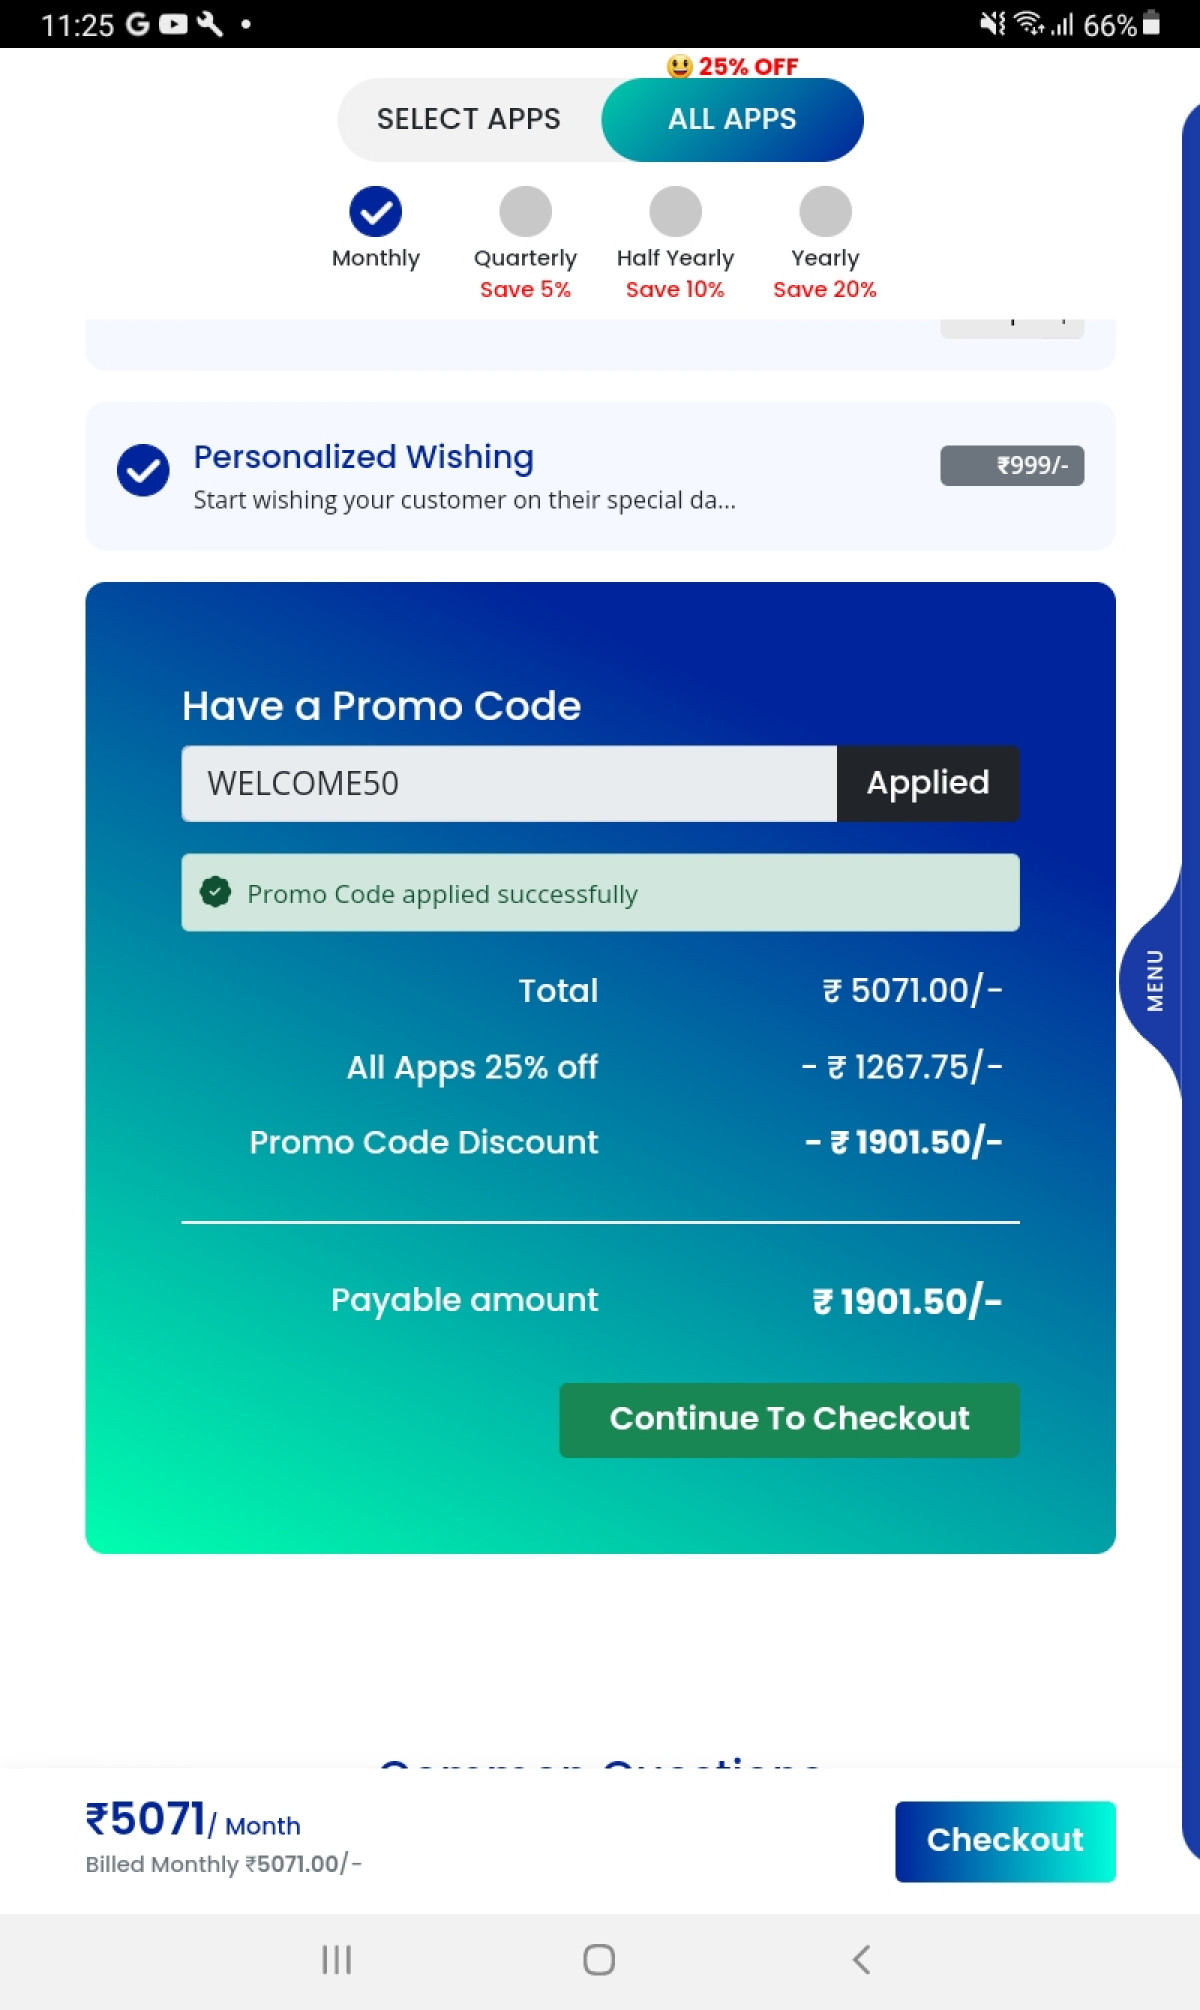 11:25
66%
😃 25% OFF
SELECT APPS ALL APPS
Monthly Quarterly Half Yearly Yearly
Save 5% Save 10% Save 20%
Personalized Wishing
₹999/-
Start wishing your customer on their special da...
Have a Promo Code
WELCOME50 Applied
Promo Code applied successfully
Total ₹ 5071.00/-
All Apps 25% off - ₹ 1267.75/-
Promo Code Discount - ₹ 1901.50/-
MENU
Payable amount ₹ 1901.50/-
Continue To Checkout
Common Questions
₹5071/ Month
Billed Monthly ₹5071.00/-
Checkout